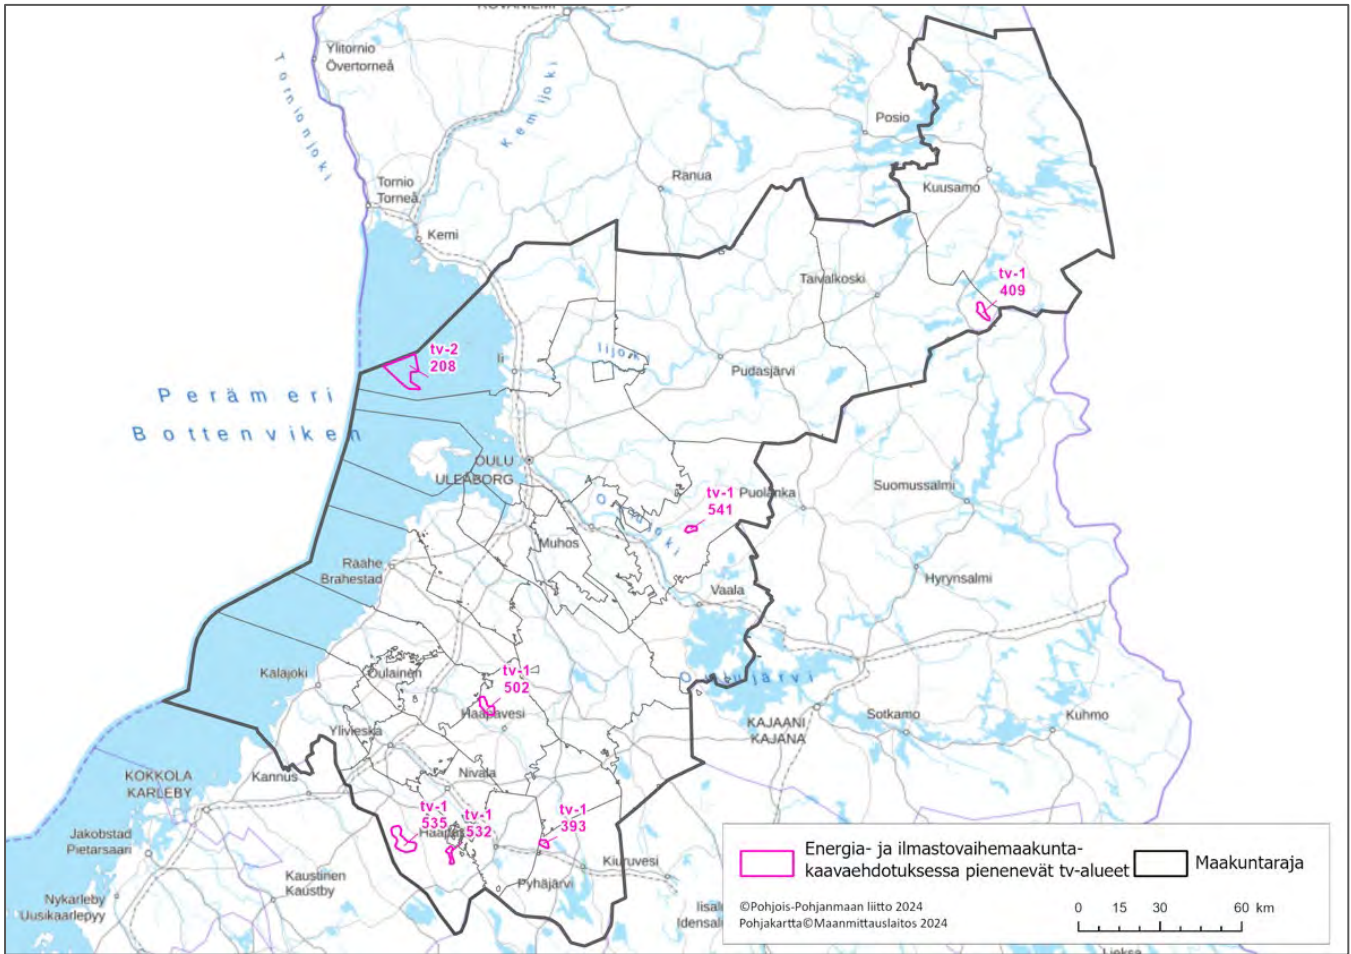 ROVANIEMI
Ylitornio
Övertorneå
Tornionjoki
Kemijoki
Posio
Ranua
Tornio
Torneå
Kuusamo
Kemi
Taivalkoski
tv-1
409
tv-2
208
Ii
Iijoki
Pudasjärvi
Perämeri
Bottenviken
OULU
ULEÅBORG
Oulujoki
tv-1
541
Puolanka
Suomussalmi
Muhos
Raahe
Brahestad
Hyrynsalmi
Vaala
Kalajoki
Oulainen
tv-1
502
Oulujärvi
Haapavesi
KAJAANI
KAJANA
Sotkamo
Kuhmo
Ylivieska
KOKKOLA
KARLEBY
Kannus
Nivala
tv-1
535
tv-1
532
tv-1
393
Jakobstad
Pietarsaari
Kiuruvesi
Pyhäjärvi
Kaustinen
Kaustby
Nykarleby
Uusikaarlepyy
Energia- ja ilmastovaihemaakunta-
kaavaehdotuksessa pienenevät tv-alueet
Maakuntaraja
©Pohjois-Pohjanmaan liitto 2024
Pohjakartta©Maanmittauslaitos 2024
0 15 30 60 km